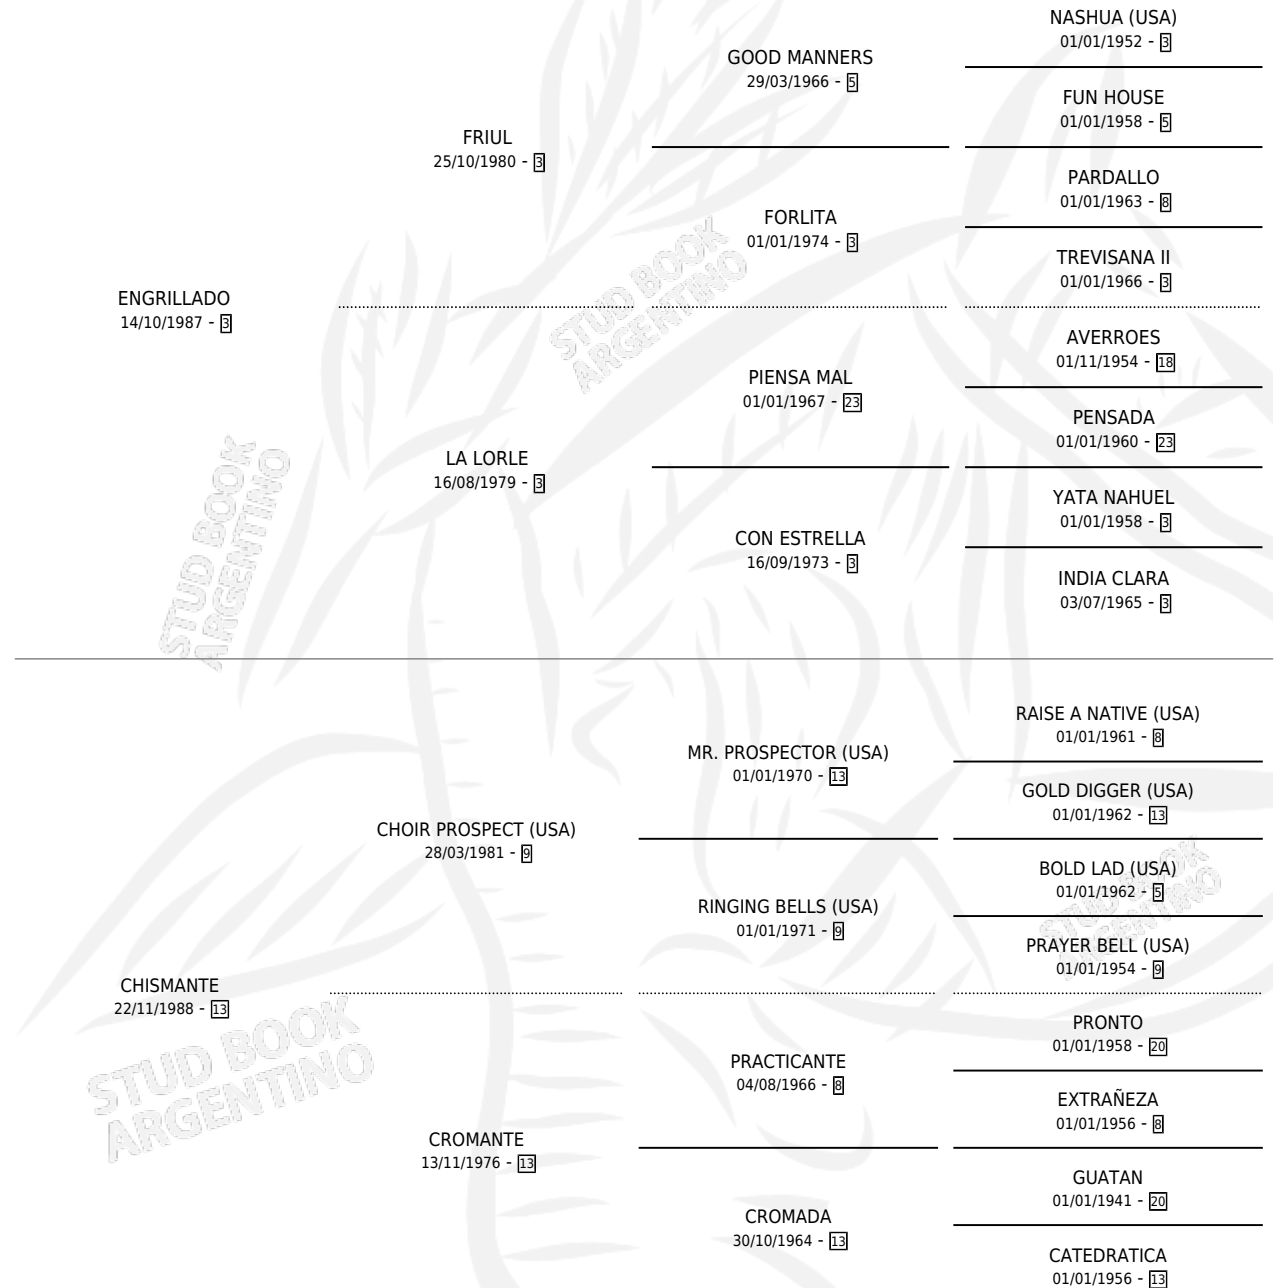 NASHUA (USA)
01/01/1952 - 3
GOOD MANNERS
29/03/1966 - 5
FUN HOUSE
01/01/1958 - 5
FRIUL
25/10/1980 - 3
PARDALLO
01/01/1963 - 8
FORLITA
01/01/1974 - 3
TREVISANA II
01/01/1966 - 3
ENGRILLADO
14/10/1987 - 3
AVERROES
01/11/1954 - 18
PIENSA MAL
01/01/1967 - 23
PENSADA
01/01/1960 - 23
LA LORLE
16/08/1979 - 3
YATA NAHUEL
01/01/1958 - 3
CON ESTRELLA
16/09/1973 - 3
INDIA CLARA
03/07/1965 - 3
RAISE A NATIVE (USA)
01/01/1961 - 8
MR. PROSPECTOR (USA)
01/01/1970 - 13
GOLD DIGGER (USA)
01/01/1962 - 13
CHOIR PROSPECT (USA)
28/03/1981 - 9
BOLD LAD (USA)
01/01/1962 - 5
RINGING BELLS (USA)
01/01/1971 - 9
PRAYER BELL (USA)
01/01/1954 - 9
CHISMANTE
22/11/1988 - 13
PRONTO
01/01/1958 - 20
PRACTICANTE
04/08/1966 - 8
EXTRAÑEZA
01/01/1956 - 8
CROMANTE
13/11/1976 - 13
GUATAN
01/01/1941 - 20
CROMADA
30/10/1964 - 13
CATEDRATICA
01/01/1956 - 13
STUD BOOK
ARGENTINO
STUD BOOK
ARGENTINO
STUD BOOK
ARGENTINO
STUD BOOK
ARGENTINO